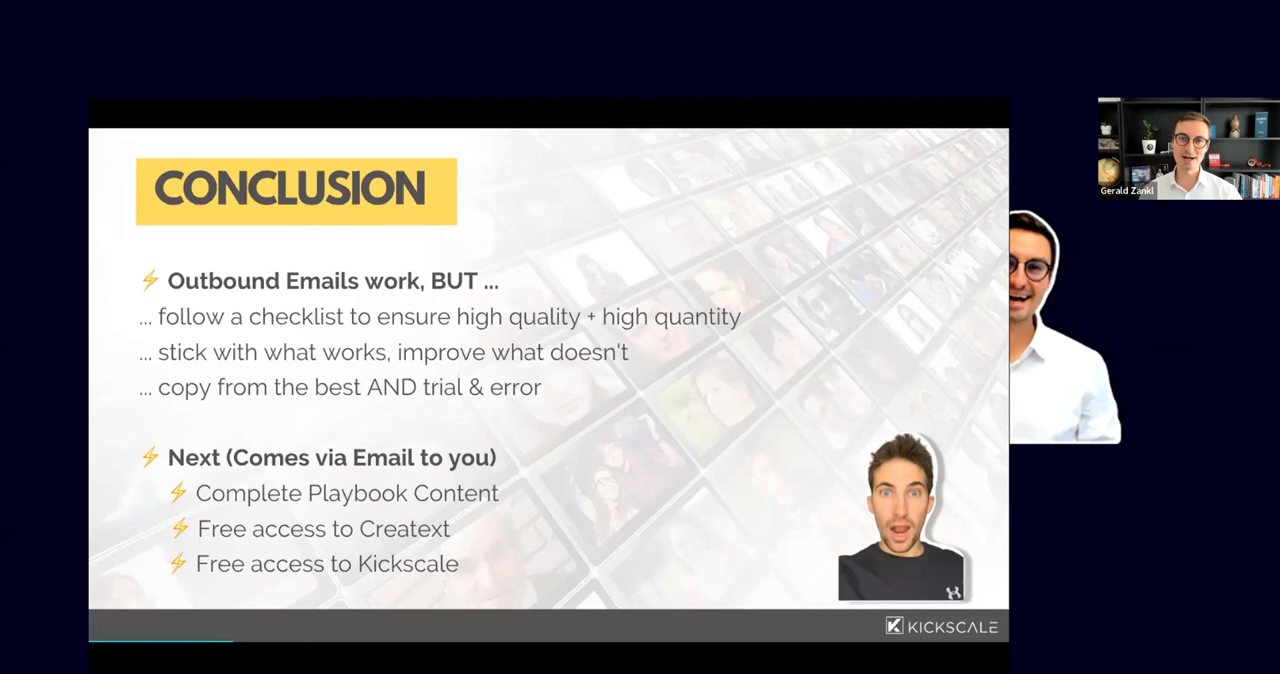 CONCLUSION
⚡ Outbound Emails work, BUT ...
... follow a checklist to ensure high quality + high quantity
... stick with what works, improve what doesn't
... copy from the best AND trial & error
⚡ Next (Comes via Email to you)
⚡ Complete Playbook Content
⚡ Free access to Creatext
⚡ Free access to Kickscale
KICKSCALE
Gerald Zankl